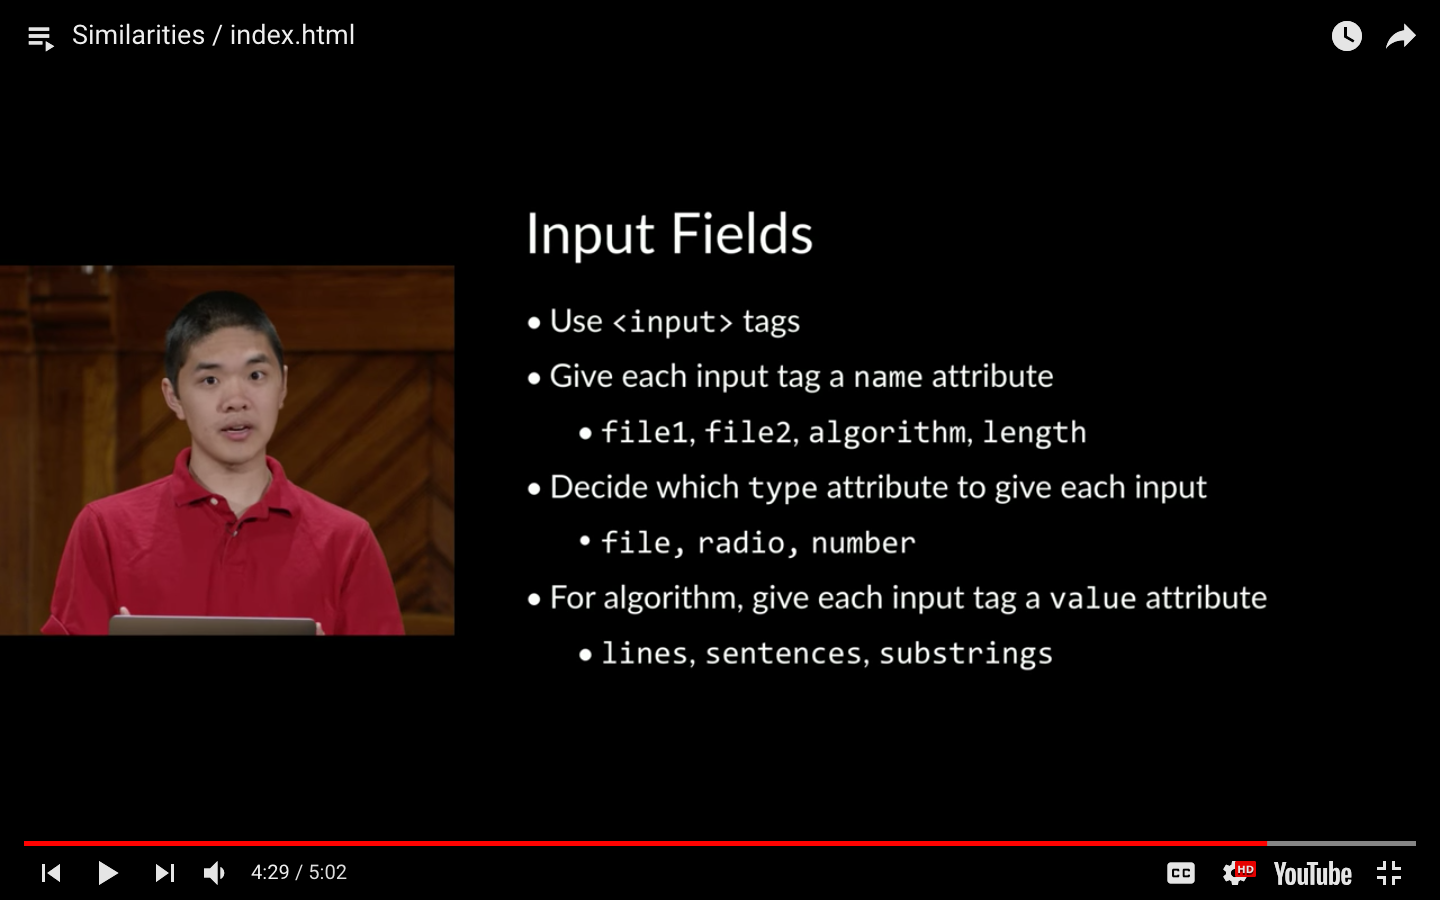 Similarities / index.html
Input Fields
• Use <input> tags
• Give each input tag a name attribute
• file1, file2, algorithm, length
• Decide which type attribute to give each input
• file, radio, number
• For algorithm, give each input tag a value attribute
• lines, sentences, substrings
4:29 / 5:02
CC
HD
YouTube